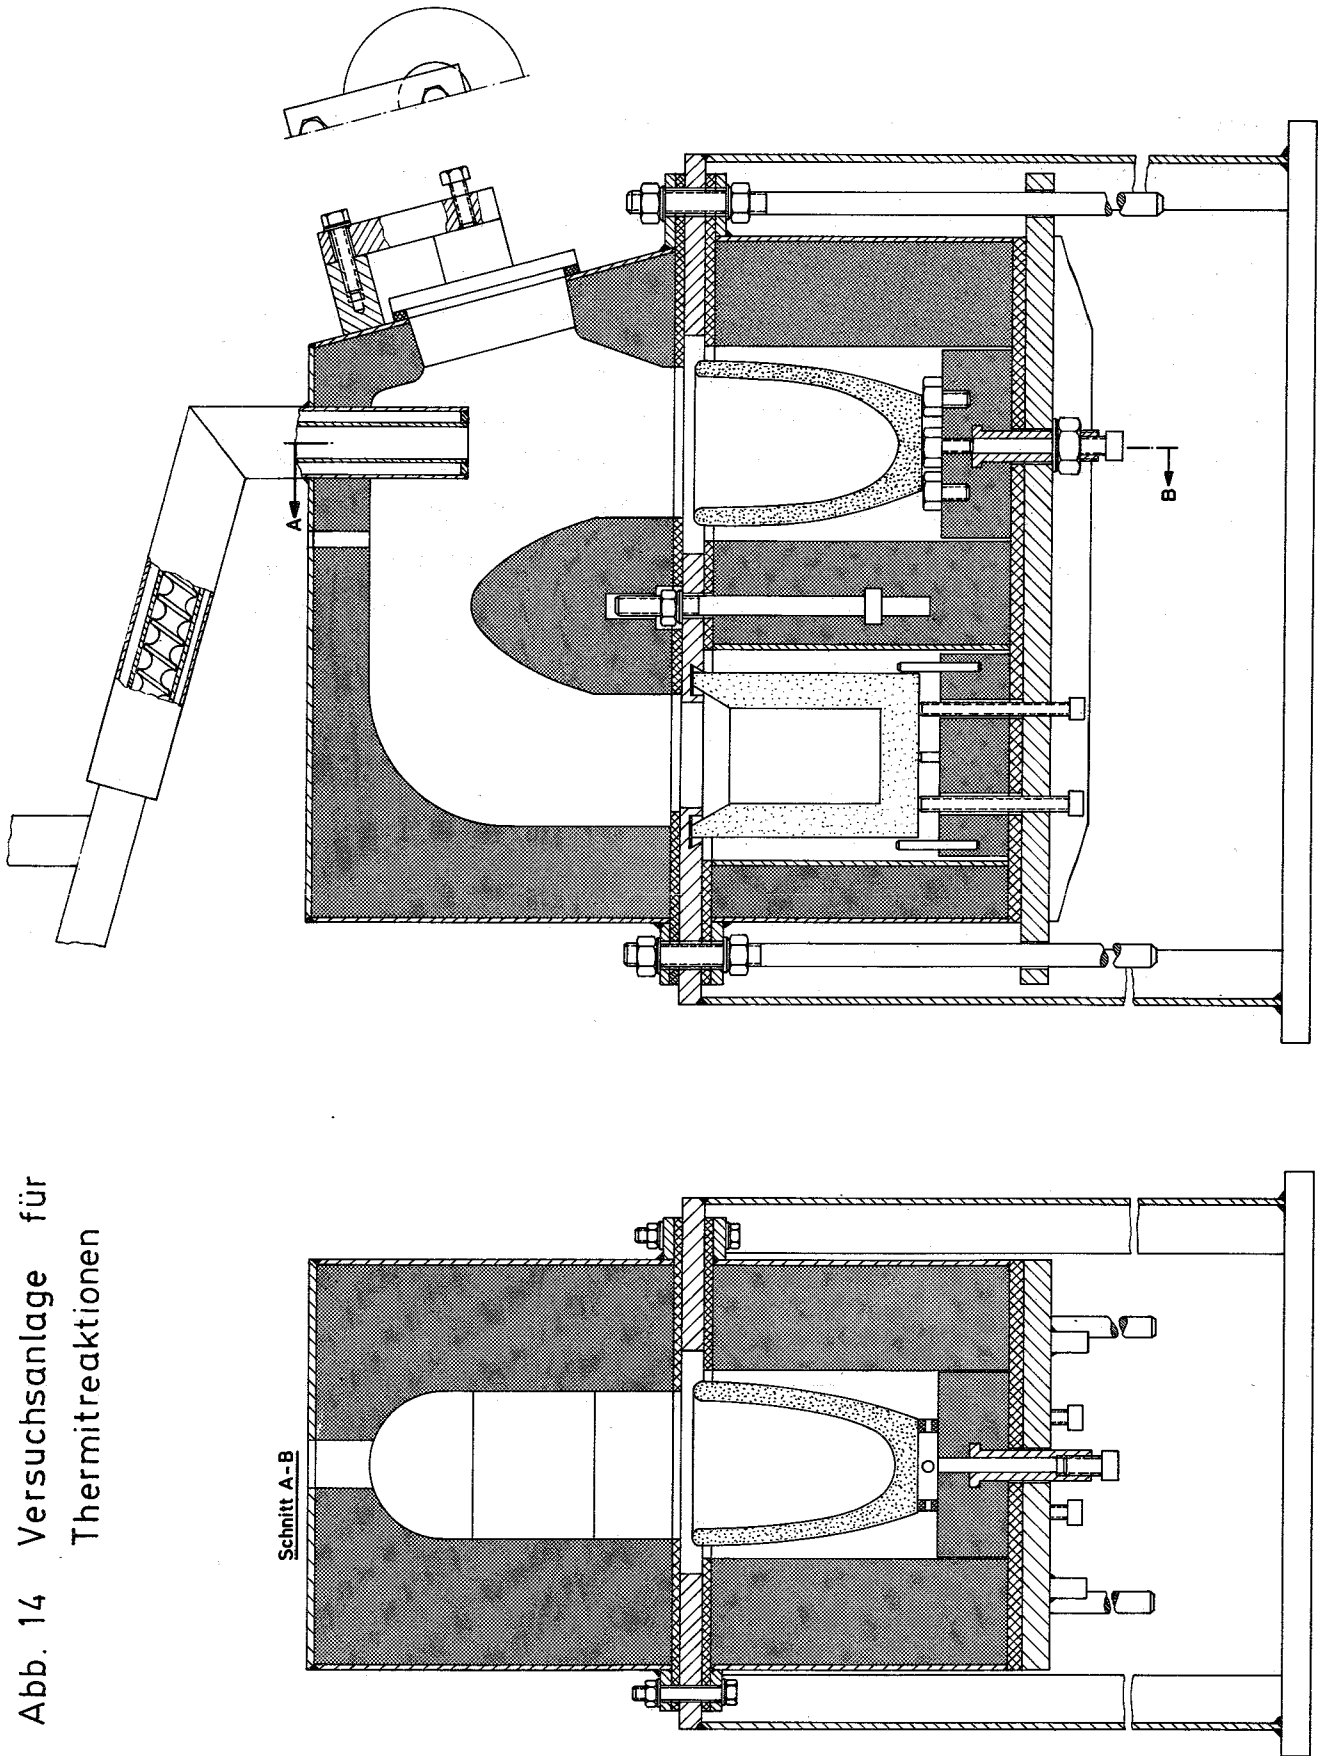 Abb. 14 Versuchsanlage für
Thermitreaktionen
Schnitt A-B
A
B